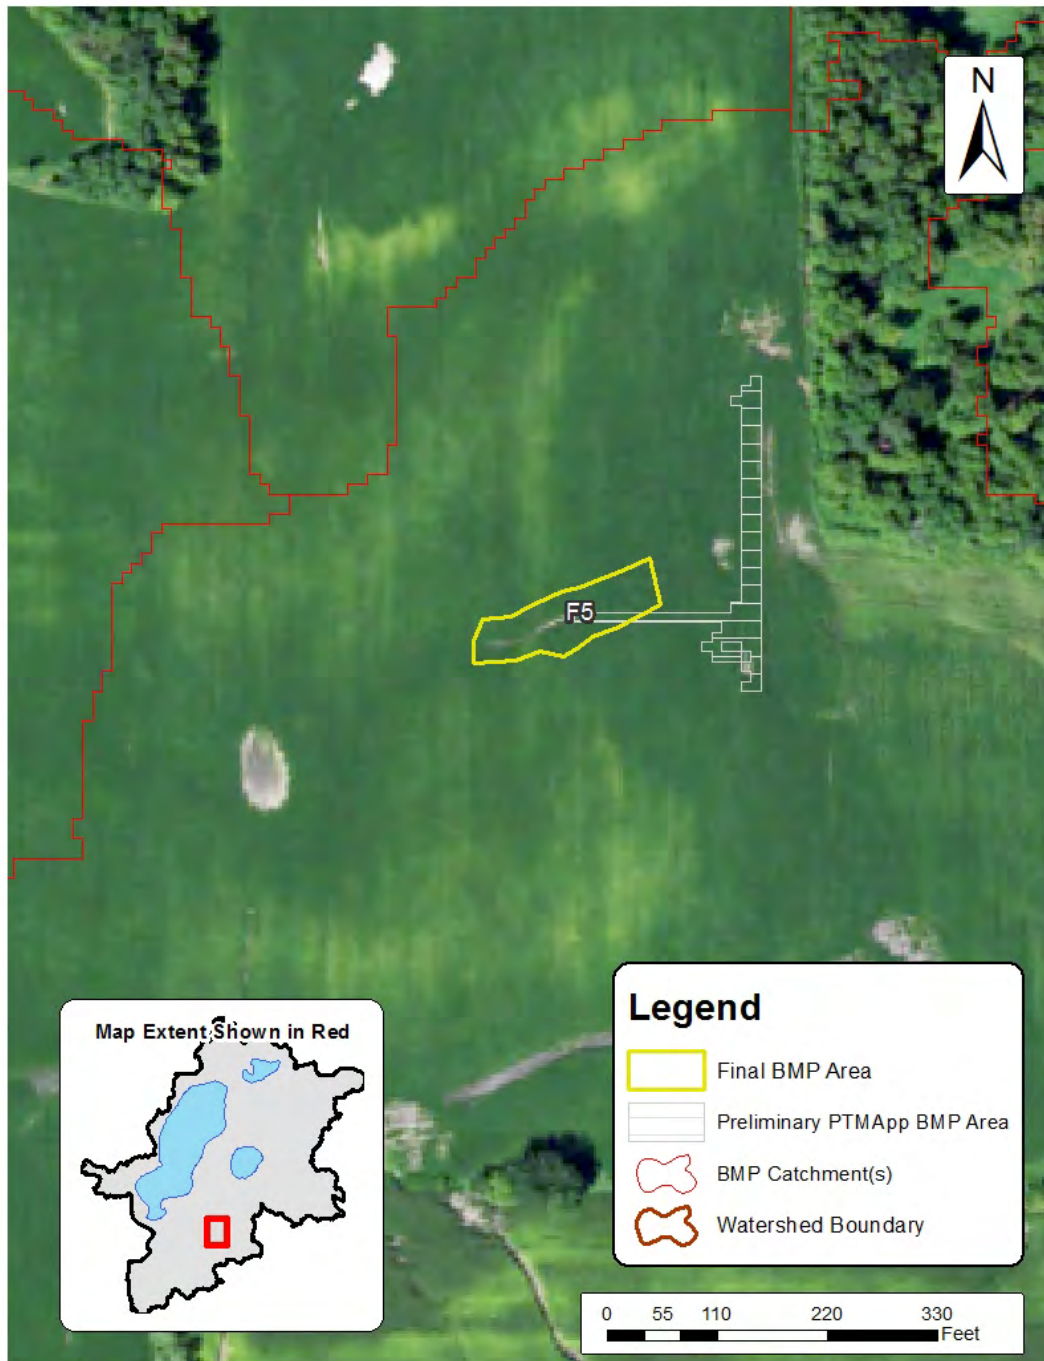 N
F5
Map Extent Shown in Red
Legend
Final BMP Area
Preliminary PTMApp BMP Area
BMP Catchment(s)
Watershed Boundary
0 55 110 220 330
Feet